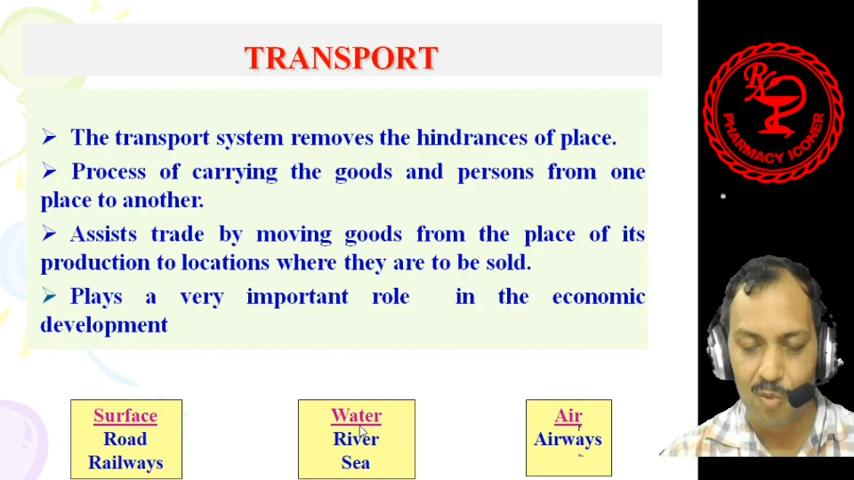 TRANSPORT
➢ The transport system removes the hindrances of place.
➢ Process of carrying the goods and persons from one
place to another.
➢ Assists trade by moving goods from the place of its
production to locations where they are to be sold.
➢ Plays a very important role in the economic
development
Surface
Road
Railways
Water
River
Sea
Air
Airways
Rx
PHARMACY ICONER